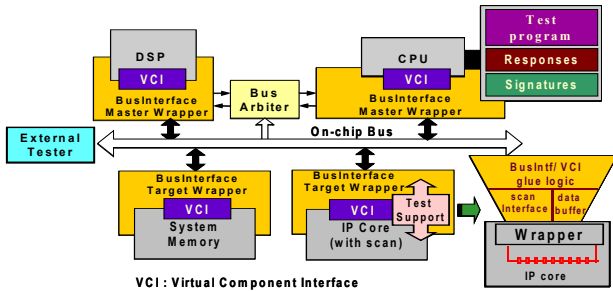 DSP
VCI
BusInterface
Master Wrapper
Bus
Arbiter
CPU
VCI
BusInterface
Master Wrapper
Test
program
Responses
Signatures
External
Tester
On-chip Bus
BusInterface
Target Wrapper
VCI
System
Memory
BusInterface
Target Wrapper
VCI
IP Core
(with scan)
Test
Support
BusIntf/ VCI
glue logic
scan
Interface
data
buffer
Wrapper
IP core
VCI : Virtual Component Interface